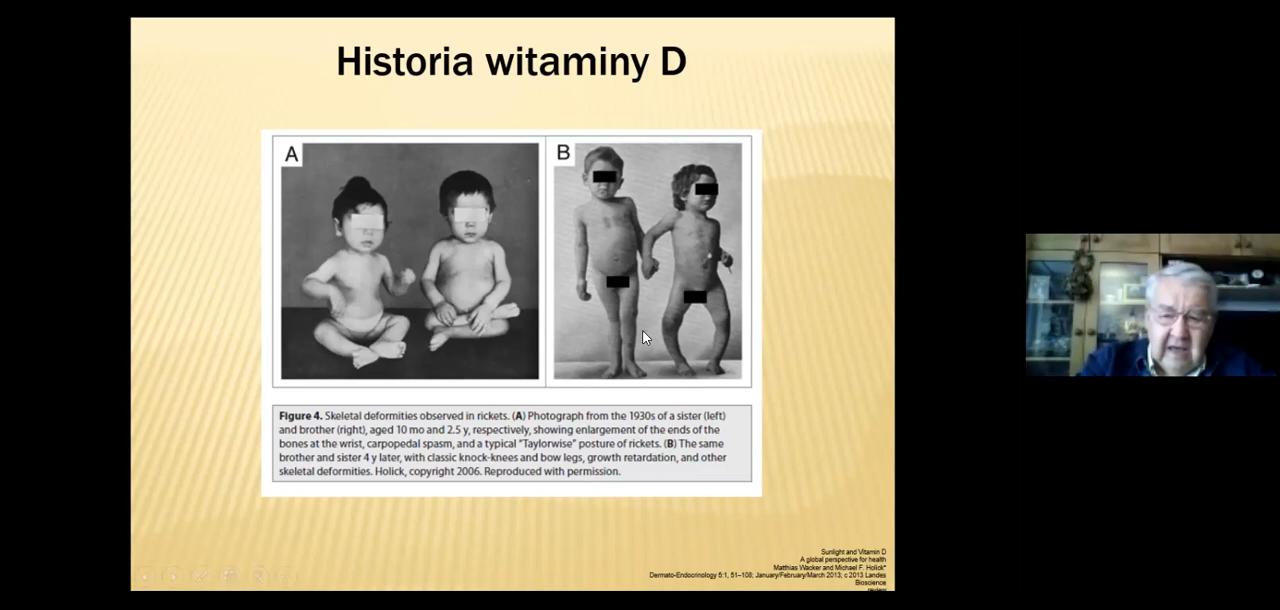 Historia witaminy D
A
B
Figure 4. Skeletal deformities observed in rickets. (A) Photograph from the 1930s of a sister (left)
and brother (right), aged 10 mo and 2.5 y, respectively, showing enlargement of the ends of the
bones at the wrist, carpopedal spasm, and a typical “Taylorwise” posture of rickets. (B) The same
brother and sister 4 y later, with classic knock-knees and bow legs, growth retardation, and other
skeletal deformities. Holick, copyright 2006. Reproduced with permission.
Sunlight and Vitamin D
A global perspective for health
Matthias Wacker and Michael F. Holick*
Dermato-Endocrinology 5:1, 51–108; January/February/March 2013; c 2013 Landes
Bioscience
review